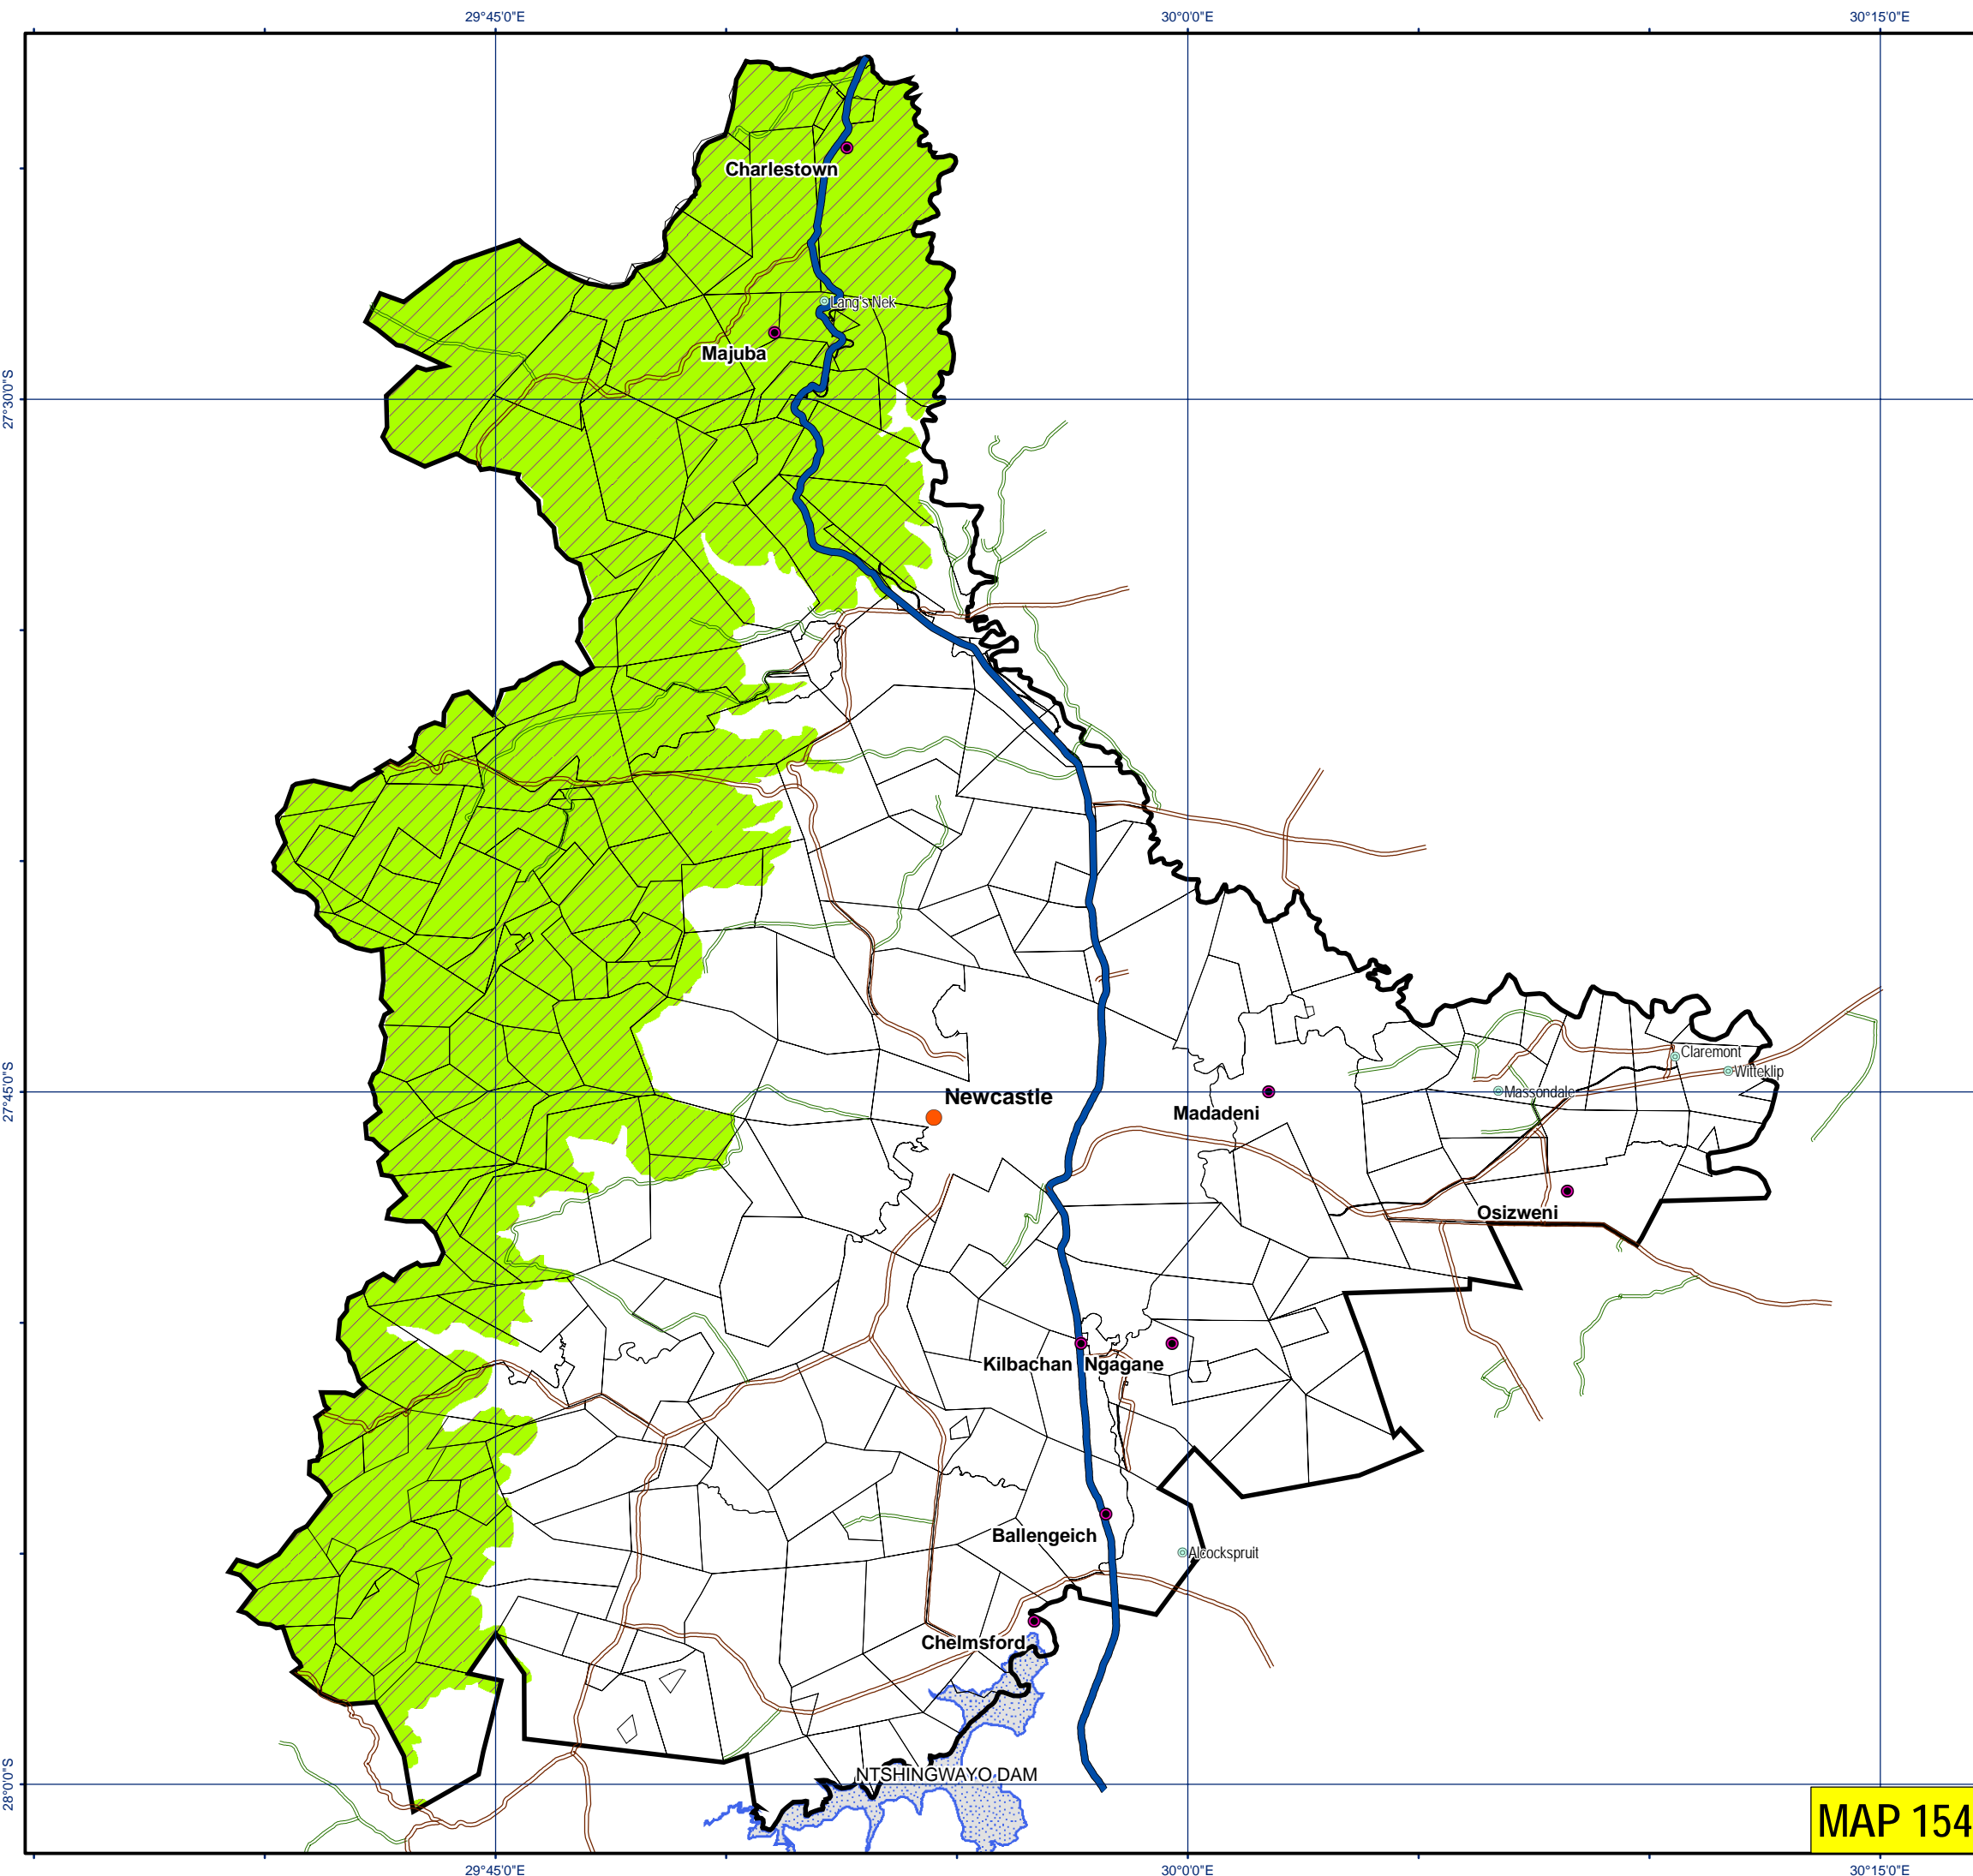 29°45'0"E
30°0'0"E
30°15'0"E
Charlestown
Lang's Nek
Majuba
27°30'0"S
Claremont
Witteklip
27°45'0"S
Massondale
Newcastle
Madadeni
Osizweni
Kilbachan
Ngagane
Ballengeich
Alcockspruit
Chelmsford
NTSHINGWAYO DAM
28°0'0"S
MAP 154
29°45'0"E
30°0'0"E
30°15'0"E